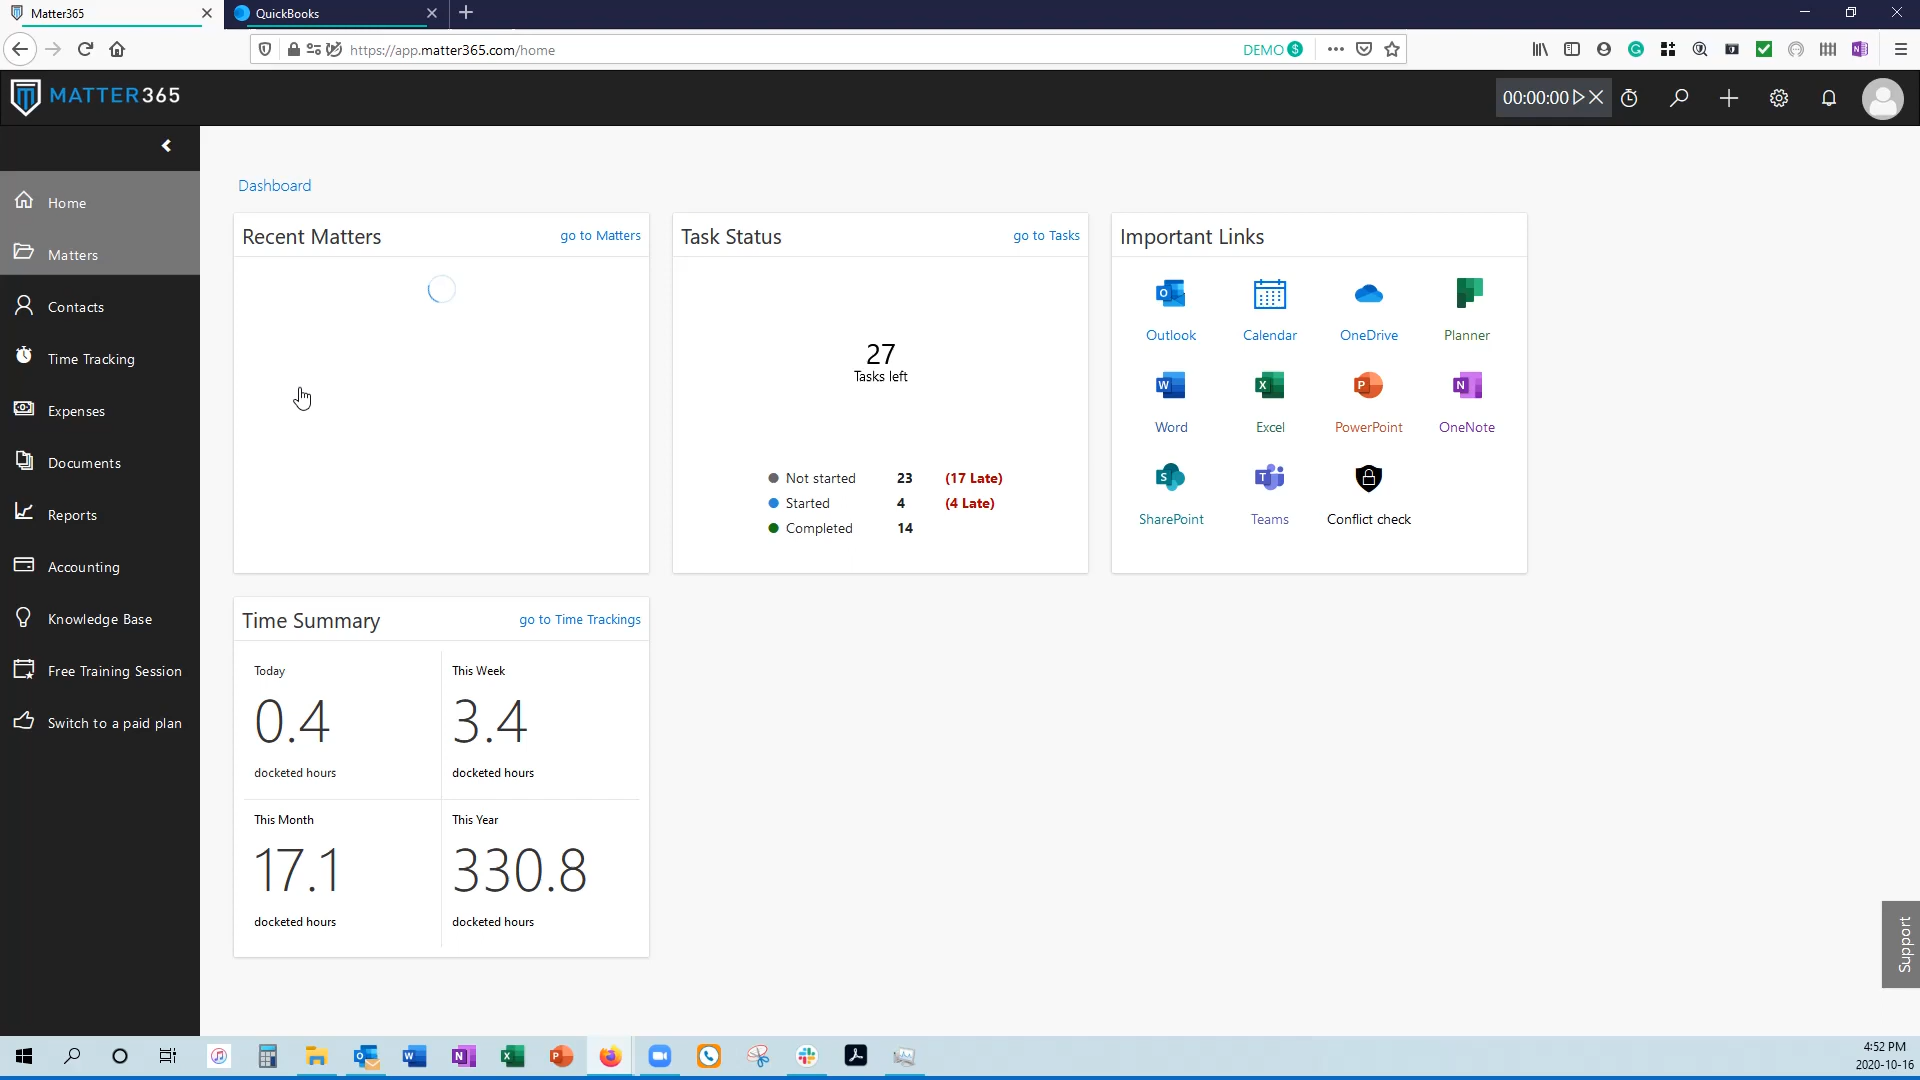 Matter365
QuickBooks
https://app.matter365.com/home
DEMO
MATTER365
00:00:00
Home
Matters
Contacts
Time Tracking
Expenses
Documents
Reports
Accounting
Knowledge Base
Free Training Session
Switch to a paid plan
Dashboard
Recent Matters
go to Matters
Task Status
go to Tasks
27
Tasks left
Not started 23 (17 Late)
Started 4 (4 Late)
Completed 14
Important Links
Outlook Calendar OneDrive Planner
Word Excel PowerPoint OneNote
SharePoint Teams Conflict check
Time Summary
go to Time Trackings
Today
0.4
docketed hours
This Week
3.4
docketed hours
This Month
17.1
docketed hours
This Year
330.8
docketed hours
Support
4:52 PM
2020-10-16